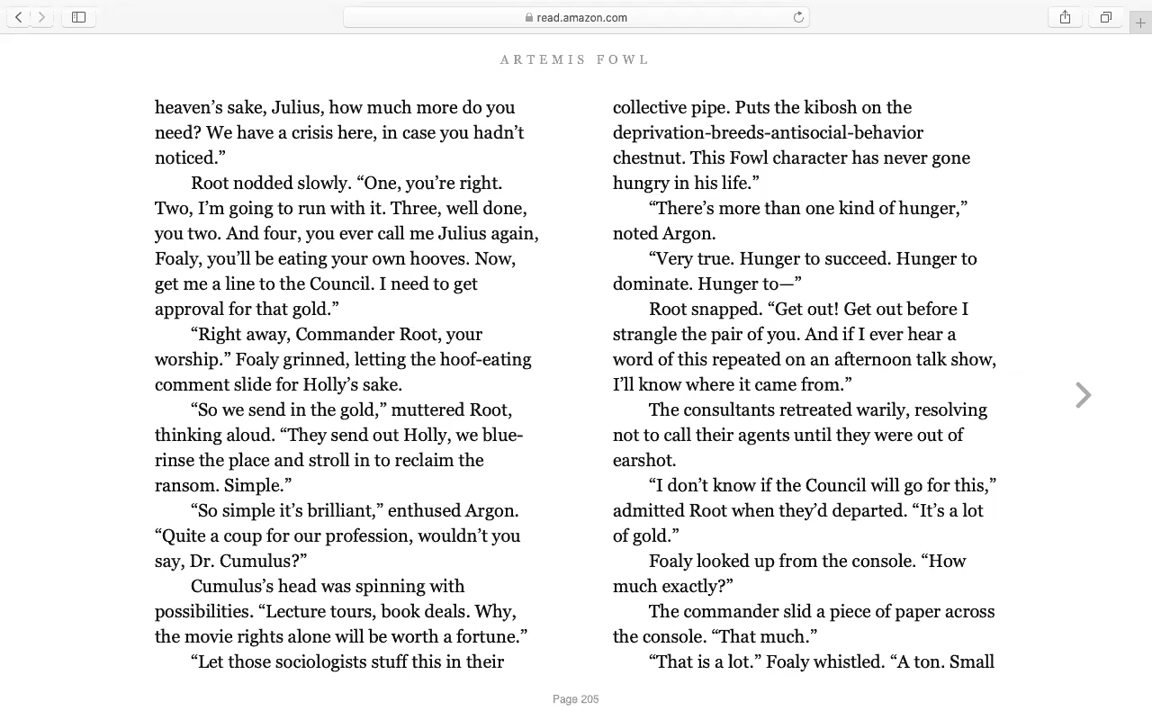 read.amazon.com
ARTEMIS FOWL
heaven’s sake, Julius, how much more do you
need? We have a crisis here, in case you hadn’t
noticed.”
Root nodded slowly. “One, you’re right.
Two, I’m going to run with it. Three, well done,
you two. And four, you ever call me Julius again,
Foaly, you’ll be eating your own hooves. Now,
get me a line to the Council. I need to get
approval for that gold.”
“Right away, Commander Root, your
worship.” Foaly grinned, letting the hoof-eating
comment slide for Holly’s sake.
“So we send in the gold,” muttered Root,
thinking aloud. “They send out Holly, we blue-
rinse the place and stroll in to reclaim the
ransom. Simple.”
“So simple it’s brilliant,” enthused Argon.
“Quite a coup for our profession, wouldn’t you
say, Dr. Cumulus?”
Cumulus’s head was spinning with
possibilities. “Lecture tours, book deals. Why,
the movie rights alone will be worth a fortune.”
“Let those sociologists stuff this in their
collective pipe. Puts the kibosh on the
deprivation-breeds-antisocial-behavior
chestnut. This Fowl character has never gone
hungry in his life.”
“There’s more than one kind of hunger,”
noted Argon.
“Very true. Hunger to succeed. Hunger to
dominate. Hunger to—”
Root snapped. “Get out! Get out before I
strangle the pair of you. And if I ever hear a
word of this repeated on an afternoon talk show,
I’ll know where it came from.”
The consultants retreated warily, resolving
not to call their agents until they were out of
earshot.
“I don’t know if the Council will go for this,”
admitted Root when they’d departed. “It’s a lot
of gold.”
Foaly looked up from the console. “How
much exactly?”
The commander slid a piece of paper across
the console. “That much.”
“That is a lot.” Foaly whistled. “A ton. Small
Page 205